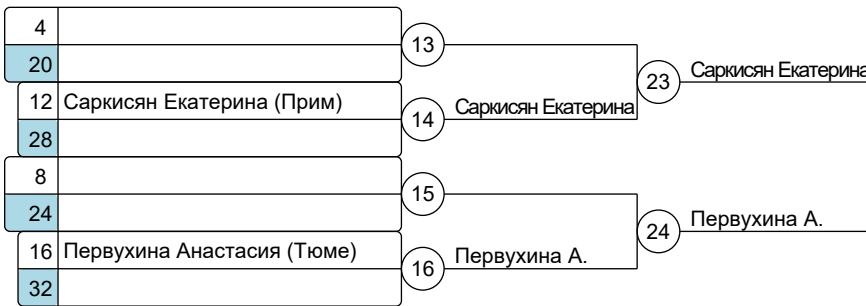 4
13
20
23 Саркисян Екатерина
12 Саркисян Екатерина (Прим)
14 Саркисян Екатерина
28
8
15
24
24 Первухина А.
16 Первухина Анастасия (Тюме)
16 Первухина А.
32